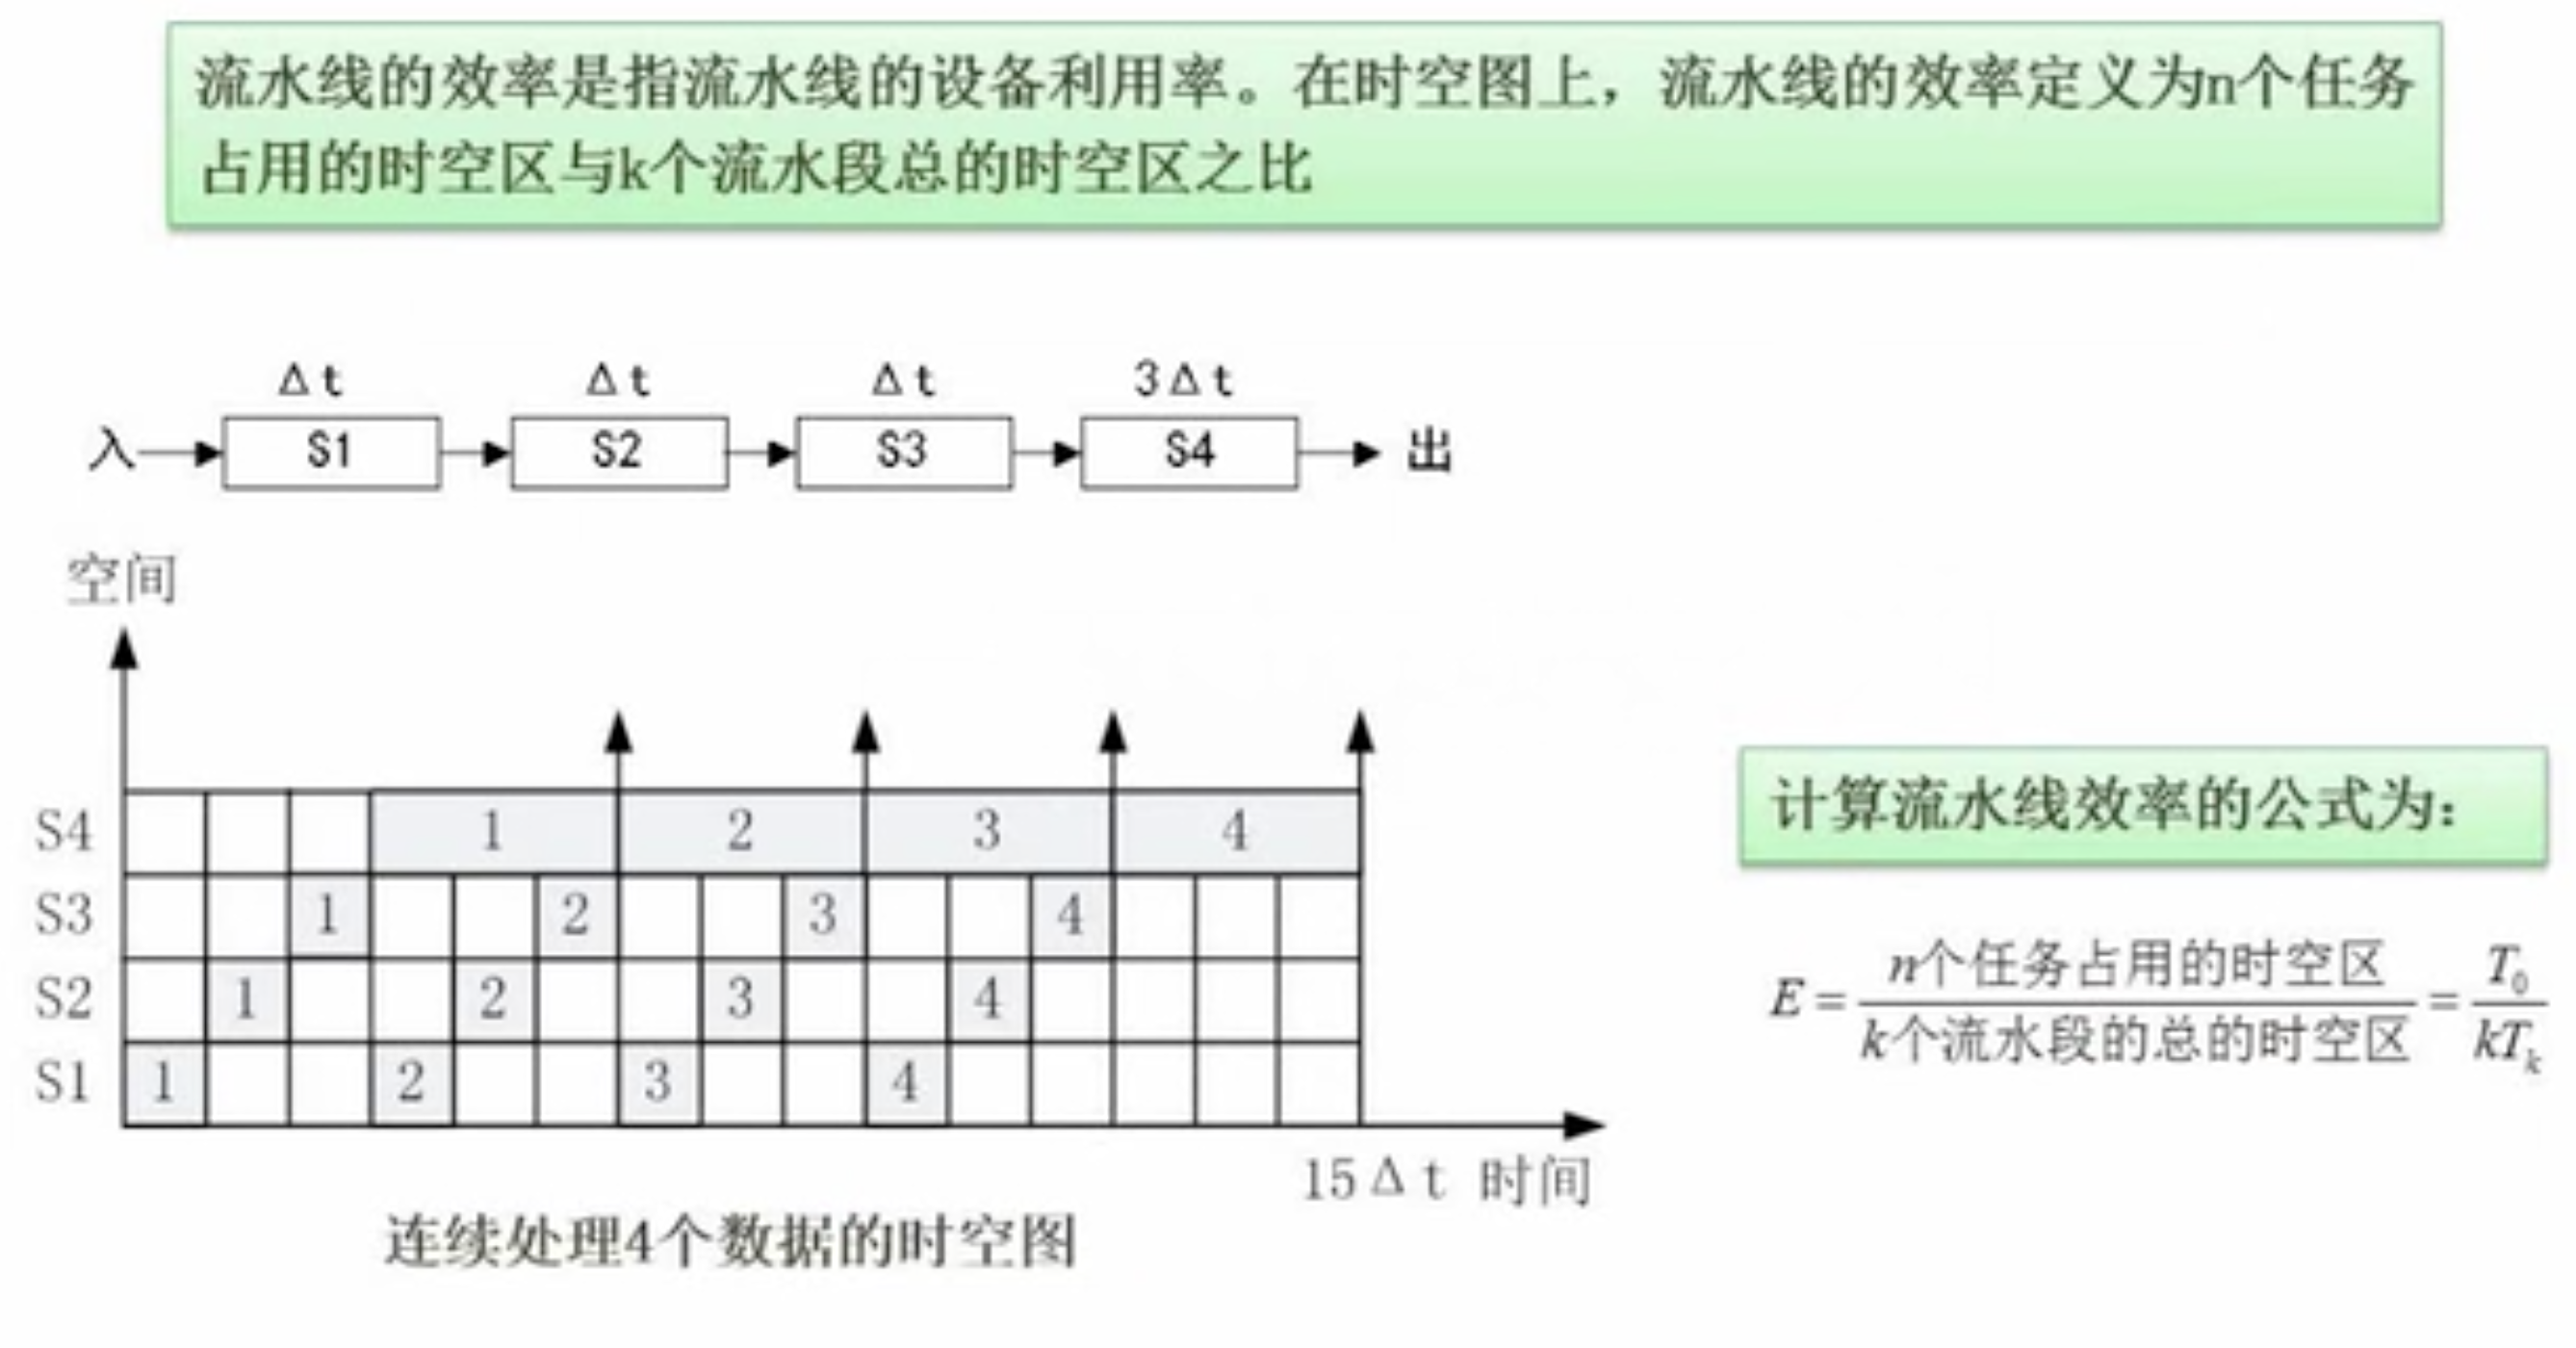 流水线的效率是指流水线的设备利用率。在时空图上，流水线的效率定义为n个任务
占用的时空区与k个流水段总的时空区之比
Δt Δt Δt 3Δt
入 S1 S2 S3 S4 出
空间
S4 1 2 3 4
S3 1 2 3 4
S2 1 2 3 4
S1 1 2 3 4
15Δt 时间
连续处理4个数据的时空图
计算流水线效率的公式为：
E = n个任务占用的时空区 / k个流水段的总的时空区 = T₀ / kTₖ